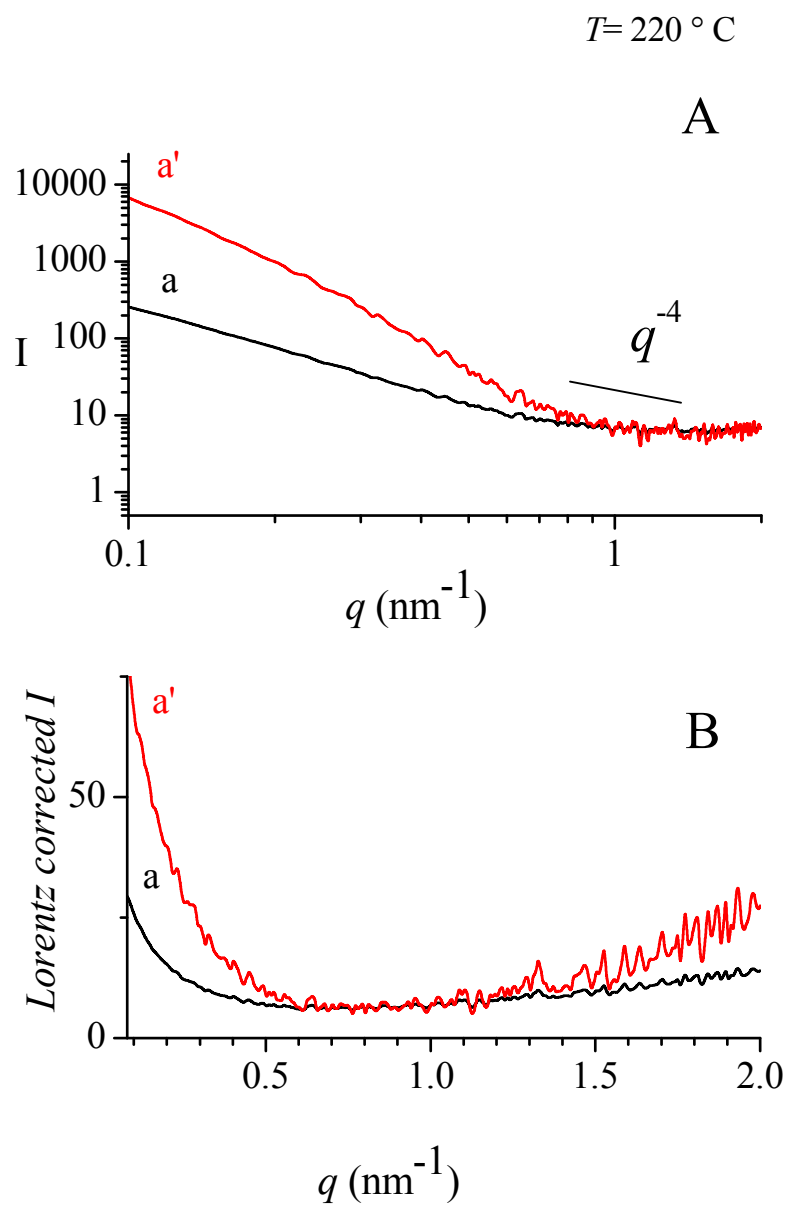 T= 220 ° C
A
a'
10000
1000
a
100
q-4
I
10
1
0.1
1
q (nm-1)
Lorentz corrected I
a'
B
50
a
0
0.5
1.0
1.5
2.0
q (nm-1)